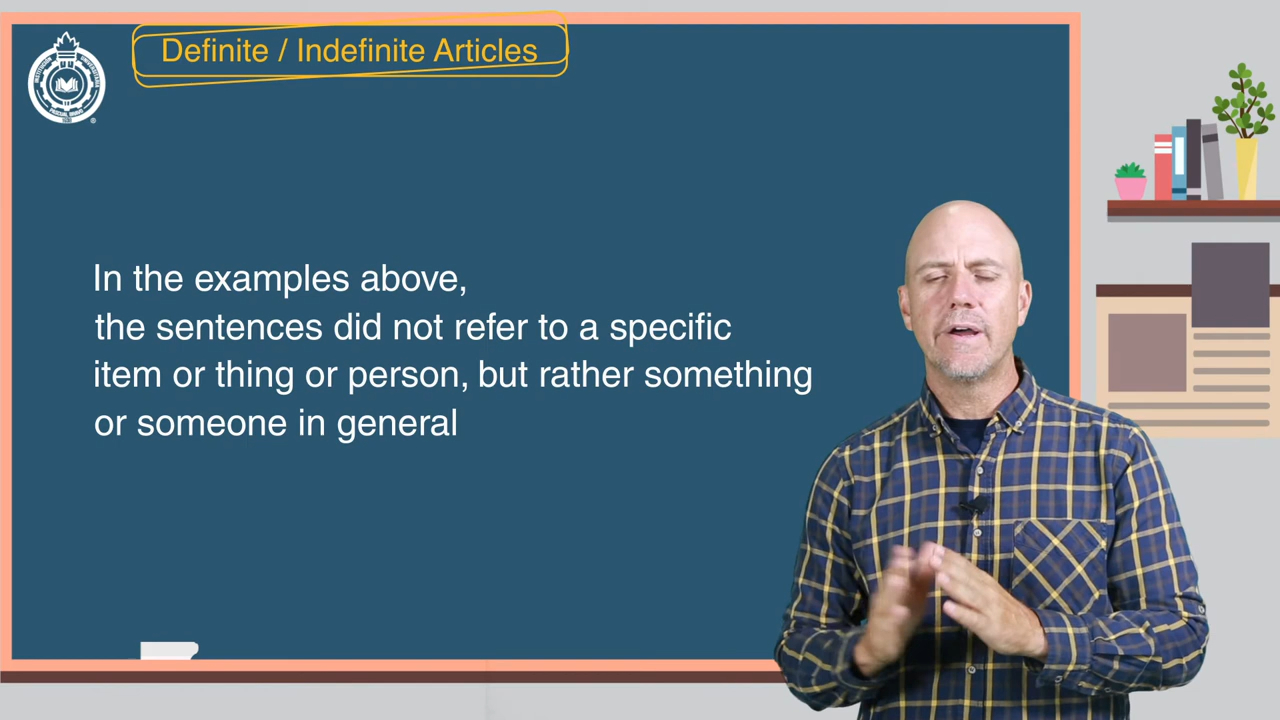 Definite / Indefinite Articles
In the examples above,
the sentences did not refer to a specific
item or thing or person, but rather something
or someone in general